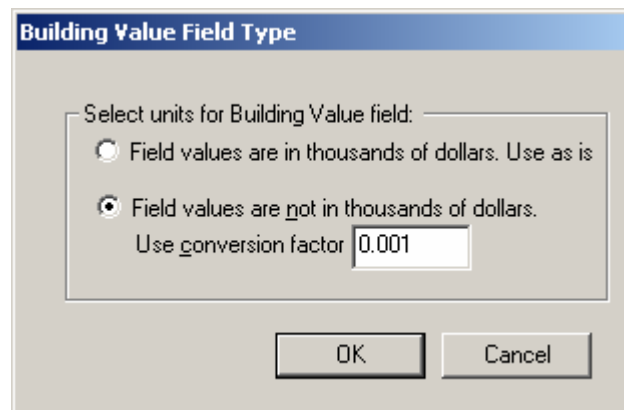 Building Value Field Type
Select units for Building Value field:
Field values are in thousands of dollars. Use as is
Field values are not in thousands of dollars.
Use conversion factor 0.001
OK Cancel